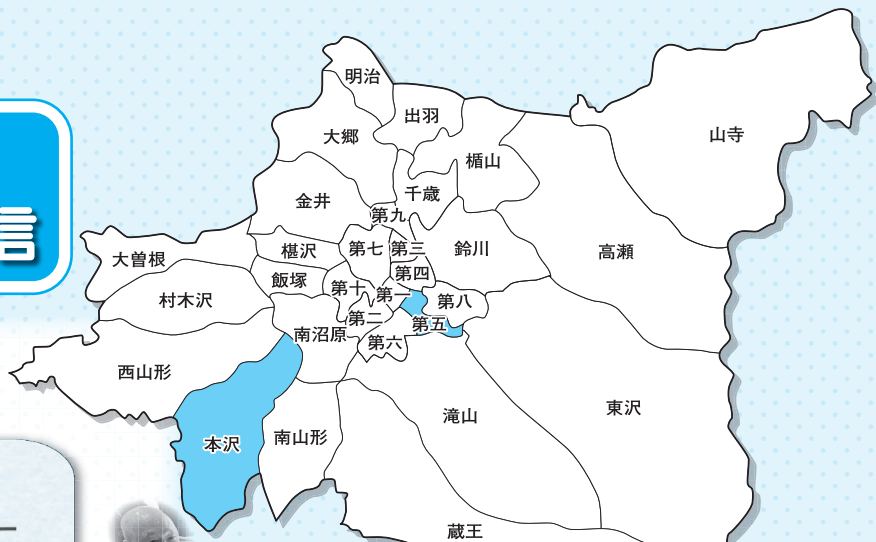 明治
出羽
大郷
楯山
山寺
千歳
金井
第九
鈴川
高瀬
椹沢
第七
第三
大曽根
飯塚
第四
信
村木沢
第十
第一
第八
第二
第五
南沼原
第六
西山形
滝山
東沢
本沢
南山形
蔵王